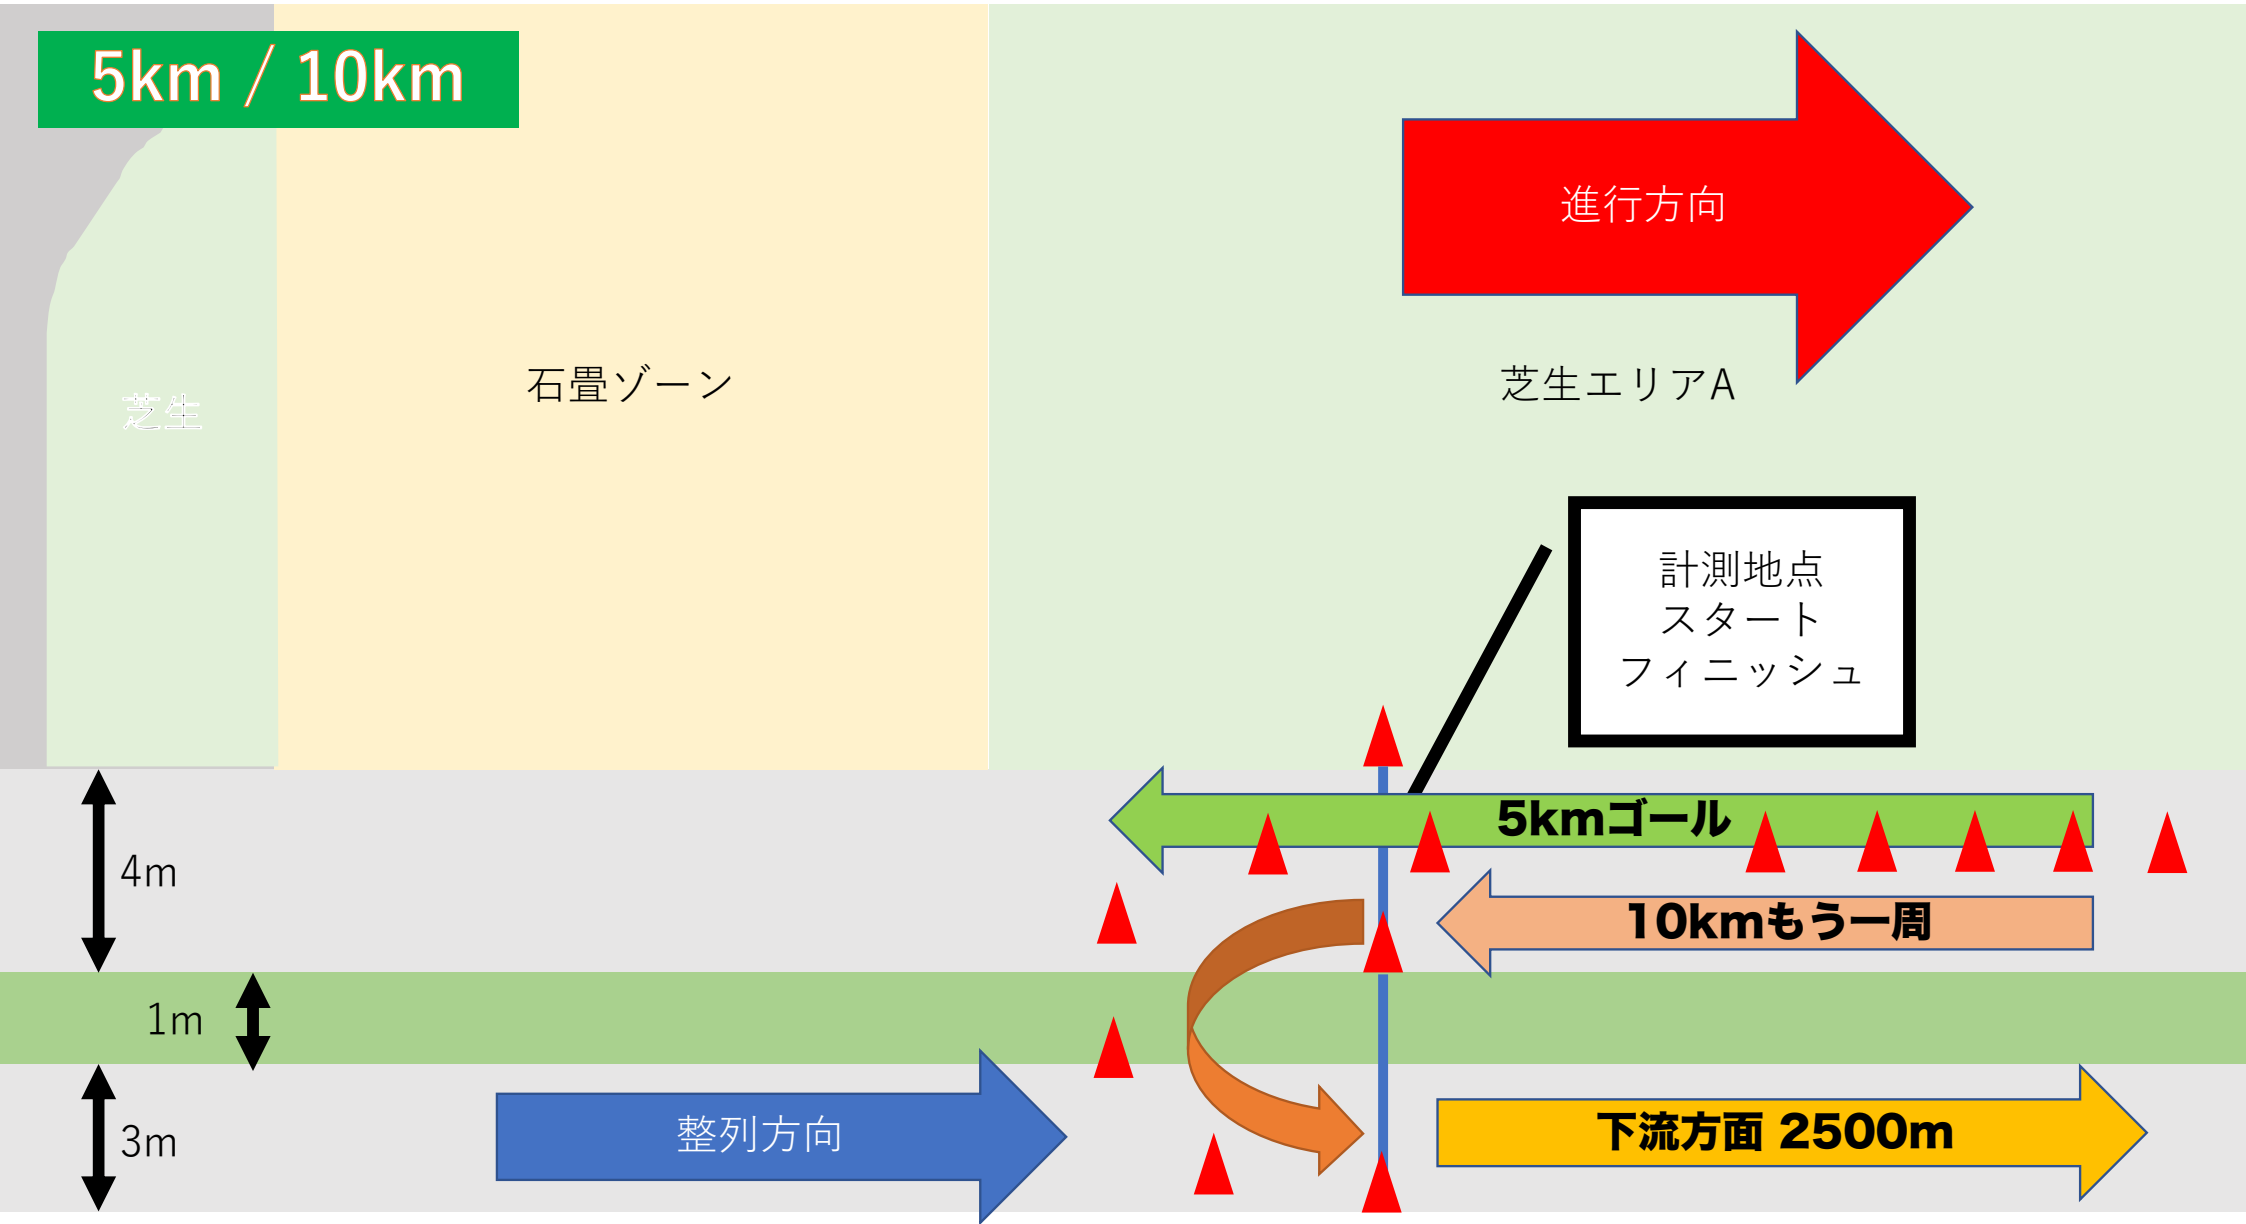 5km / 10km
進行方向
石畳ゾーン
芝生エリアA
芝生
計測地点
スタート
フィニッシュ
5kmゴール
4m
10kmもう一周
1m
整列方向
下流方面 2500m
3m